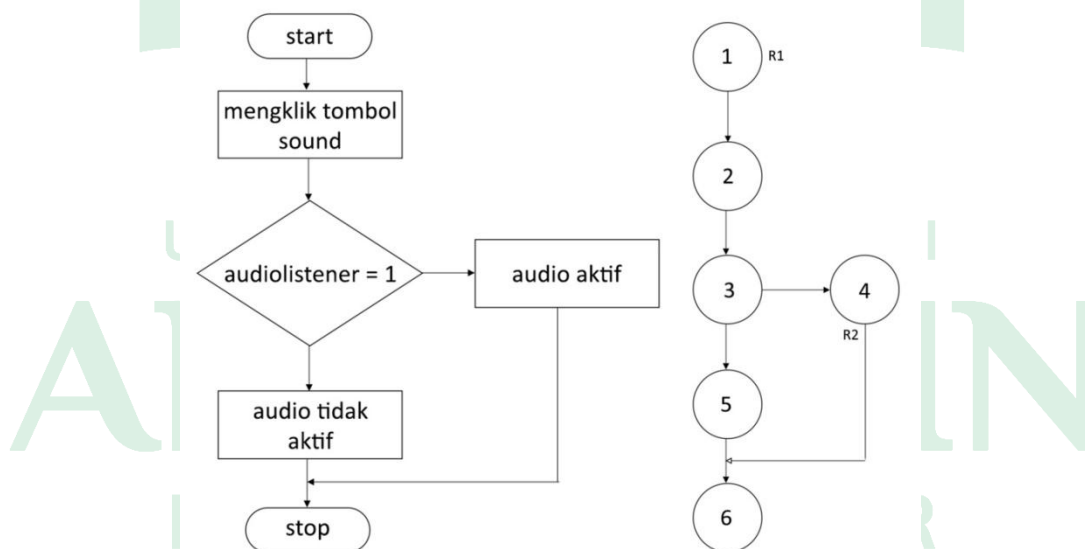 start
mengklik tombol
sound
audiolistener = 1
audio aktif
audio tidak
aktif
stop
1
R1
2
3
4
R2
5
6